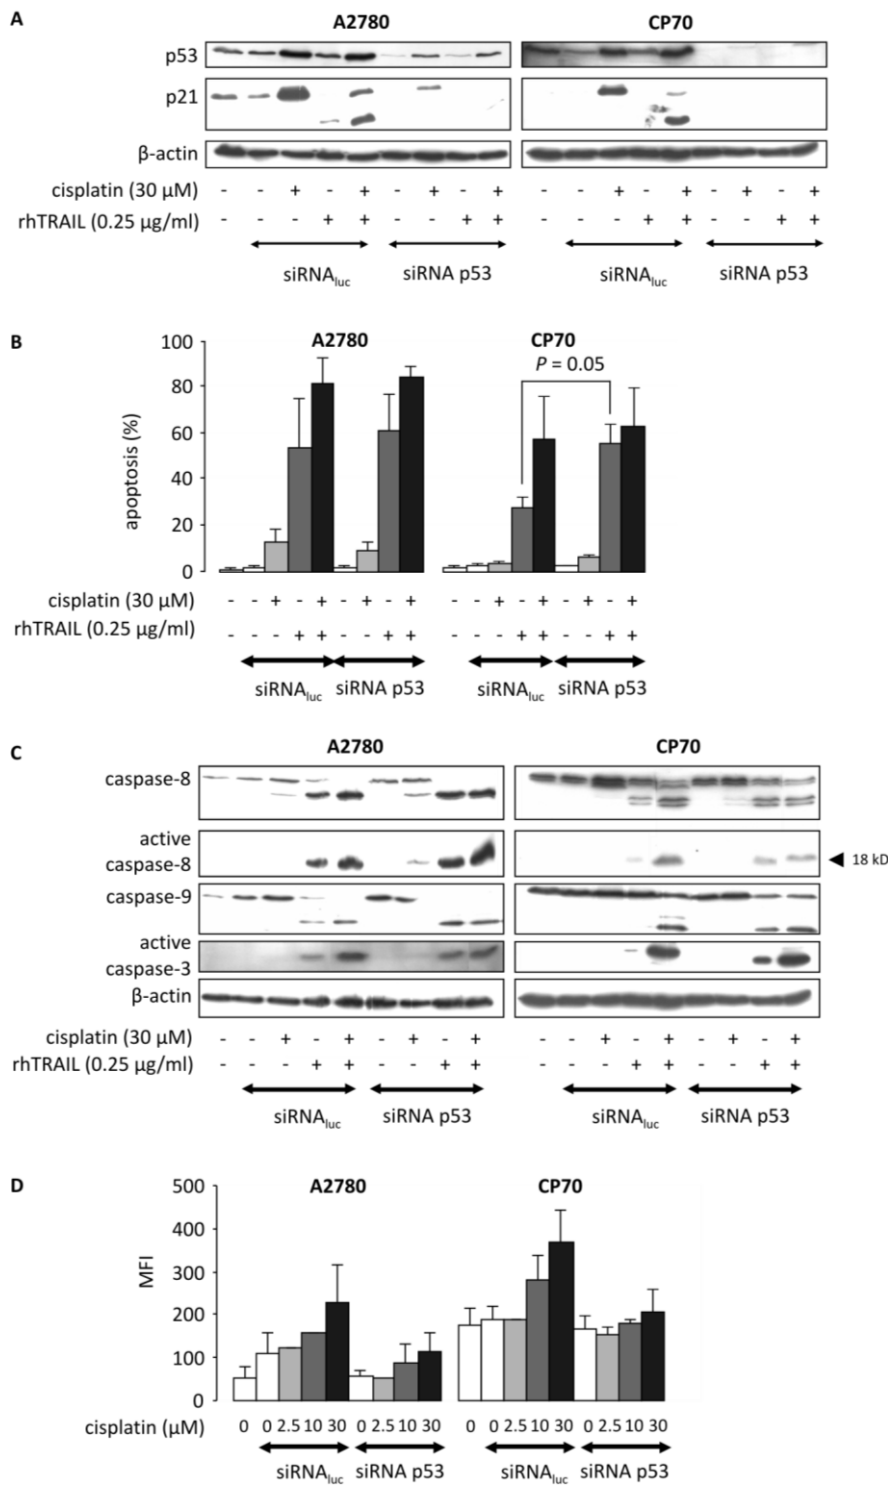 A
A2780 CP70
p53
p21
β-actin
cisplatin (30 µM) - - + - + - + - + - - + - + - + - +
rhTRAIL (0.25 µg/ml) - - - + + - - + + - - - + + - - + +
siRNAluc siRNA p53 siRNAluc siRNA p53
B
A2780 CP70
P = 0.05
apoptosis (%)
100
80
60
40
20
0
cisplatin (30 µM) - - + - + - + - + - - + - + - + - +
rhTRAIL (0.25 µg/ml) - - - + + - - + + - - - + + - - + +
siRNAluc siRNA p53 siRNAluc siRNA p53
C
A2780 CP70
caspase-8
active
caspase-8
18 kD
caspase-9
active
caspase-3
β-actin
cisplatin (30 µM) - - + - + - + - + - - + - + - + - +
rhTRAIL (0.25 µg/ml) - - - + + - - + + - - - + + - - + +
siRNAluc siRNA p53 siRNAluc siRNA p53
D
A2780 CP70
MFI
500
400
300
200
100
0
cisplatin (µM) 0 0 2.5 10 30 0 2.5 10 30 0 0 2.5 10 30 0 2.5 10 30
siRNAluc siRNA p53 siRNAluc siRNA p53